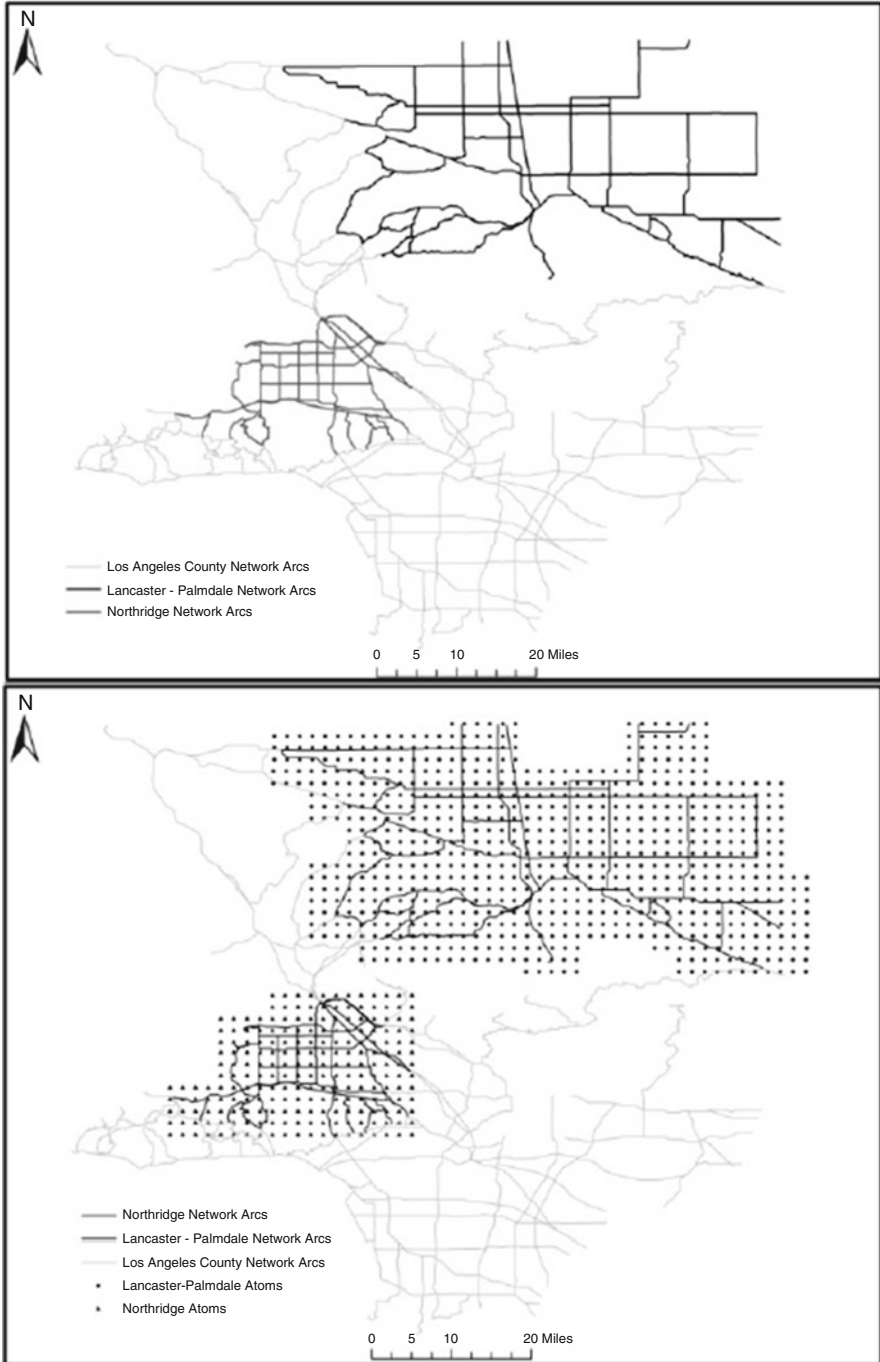 N
Los Angeles County Network Arcs
Lancaster - Palmdale Network Arcs
Northridge Network Arcs
0 5 10 20 Miles
N
Northridge Network Arcs
Lancaster - Palmdale Network Arcs
Los Angeles County Network Arcs
Lancaster-Palmdale Atoms
Northridge Atoms
0 5 10 20 Miles